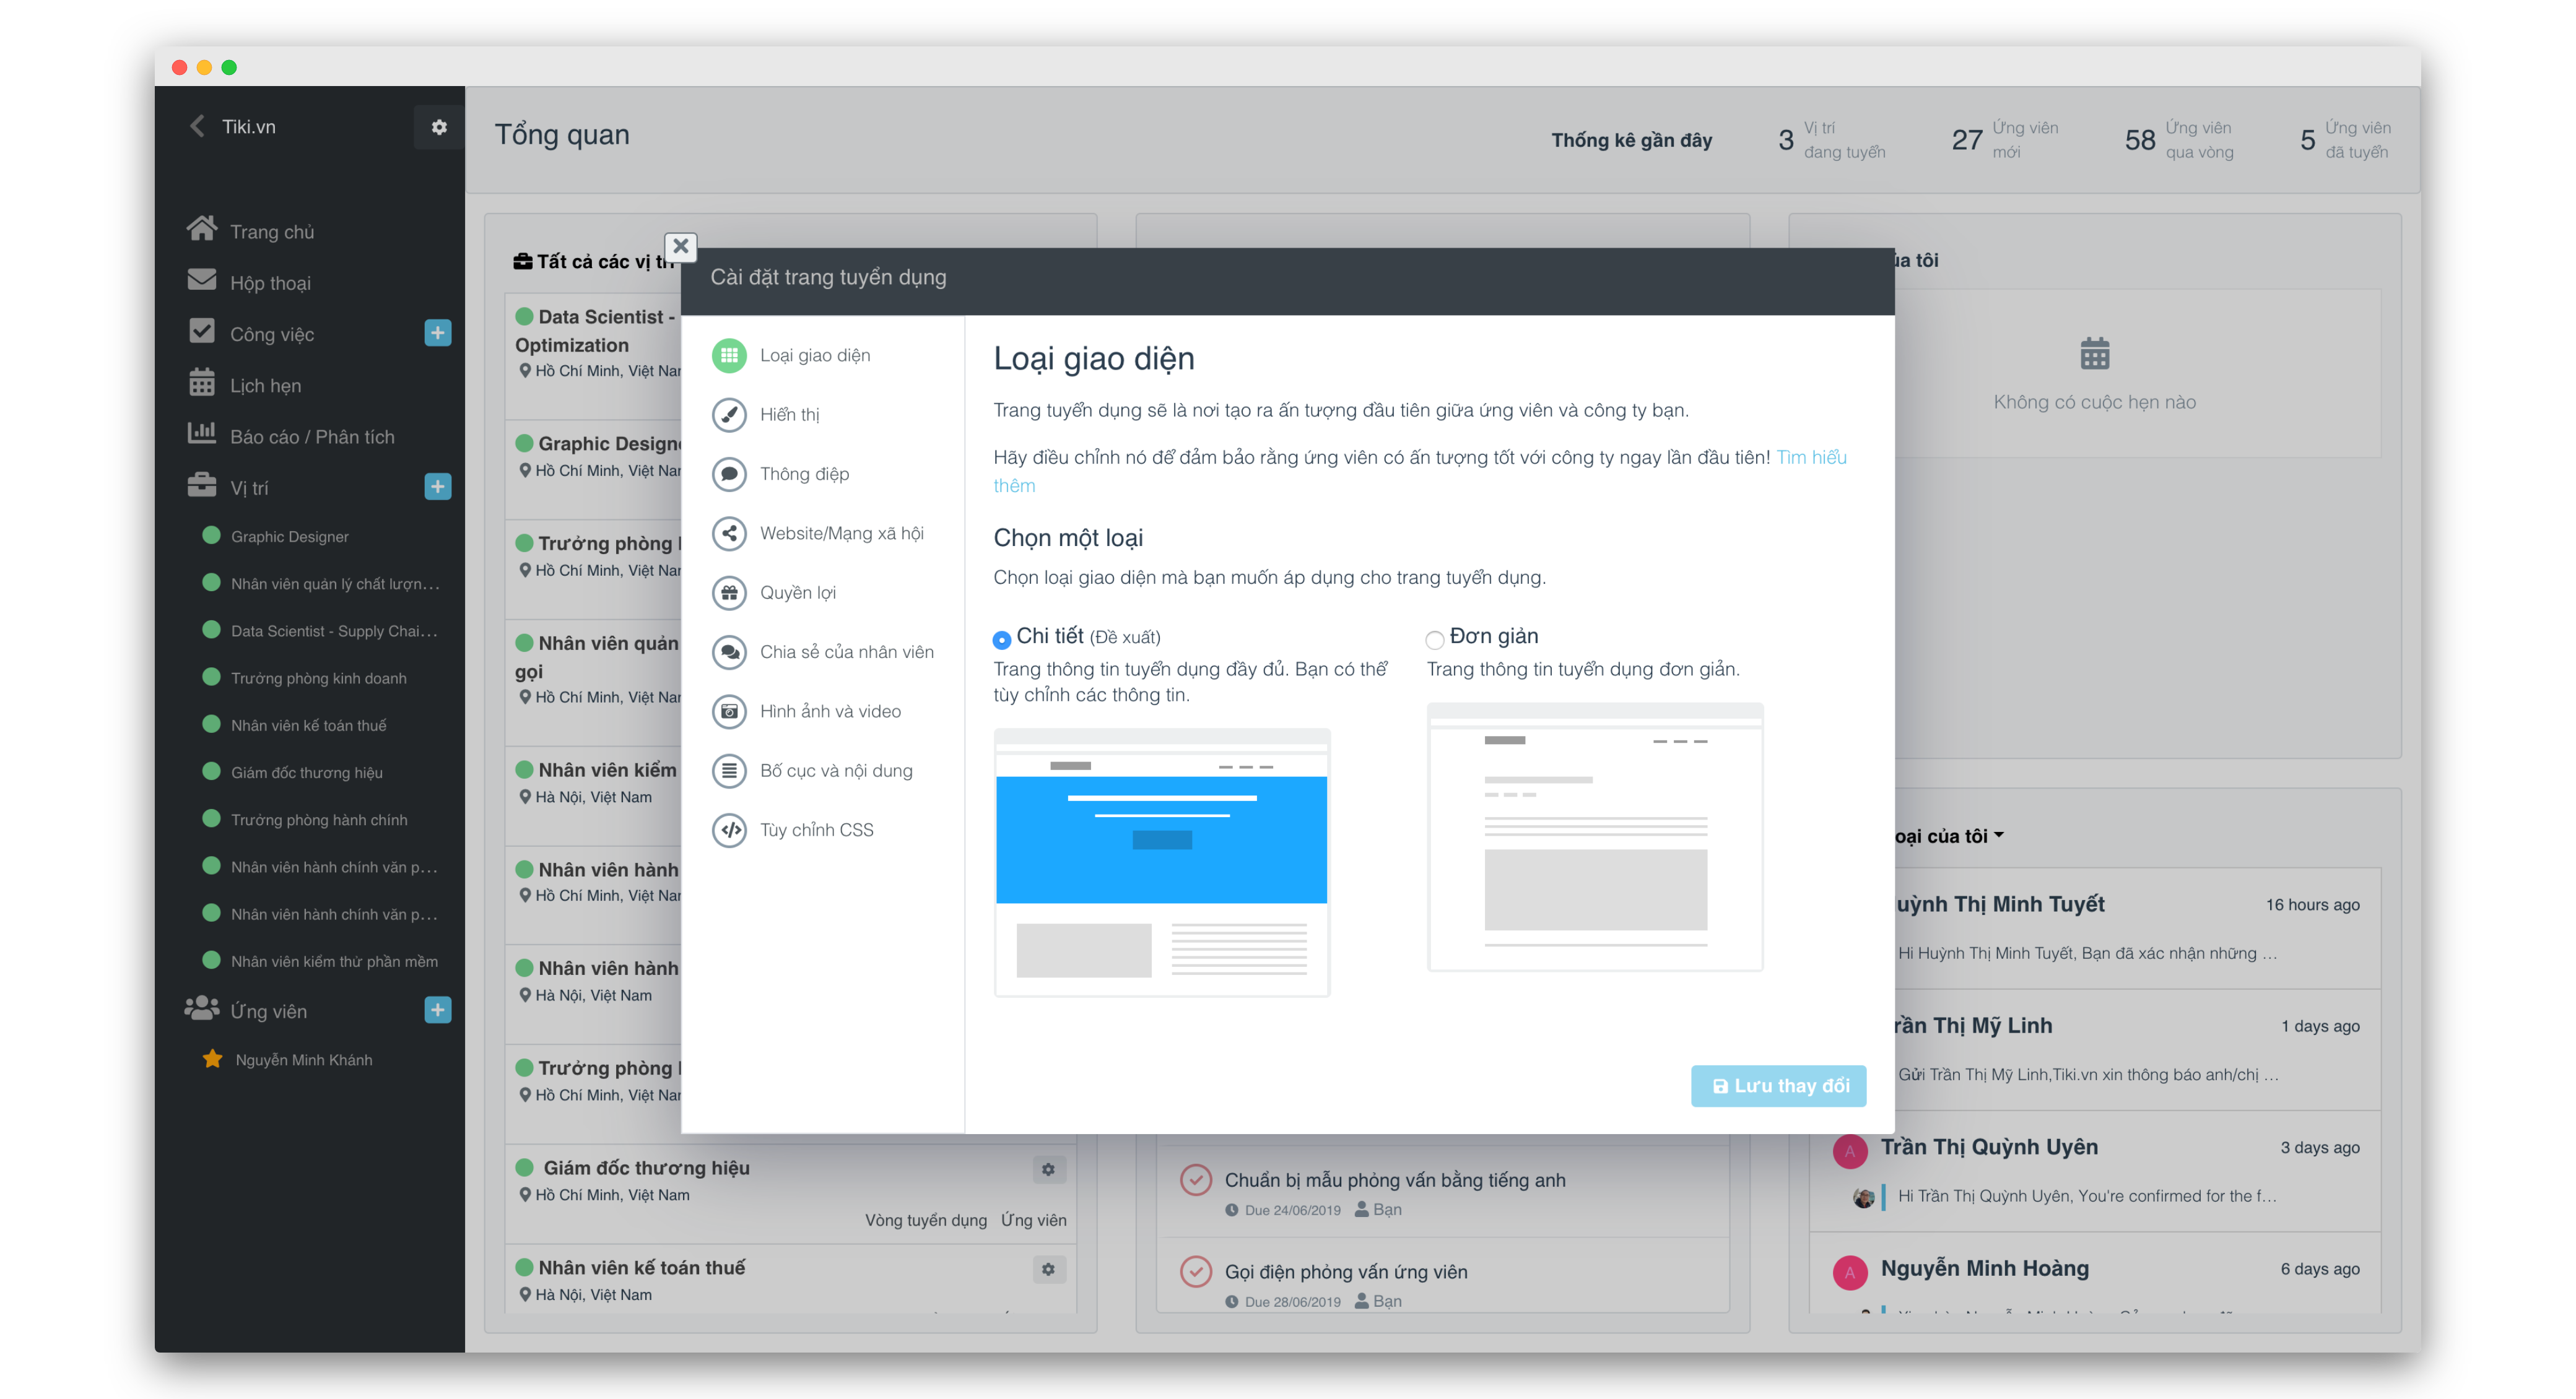 Tiki.vn
Trang chủ
Hộp thoại
Công việc
Lịch hẹn
Báo cáo / Phân tích
Vị trí
Graphic Designer
Nhân viên quản lý chất lượn...
Data Scientist - Supply Chai...
Trưởng phòng kinh doanh
Nhân viên kế toán thuế
Giám đốc thương hiệu
Trưởng phòng hành chính
Nhân viên hành chính văn p...
Nhân viên hành chính văn p...
Nhân viên kiểm thử phần mềm
Ứng viên
Nguyễn Minh Khánh
Tổng quan
Thống kê gần đây
3 Vị trí đang tuyển
27 Ứng viên mới
58 Ứng viên qua vòng
5 Ứng viên đã tuyển
Tất cả các vị
Data Scientist -
Optimization
Hồ Chí Minh, Việt
Graphic
Hồ Chí Minh, Việt
Trưởng phòng
Hồ Chí Minh, Việt
Nhân viên quản
gọi
Hồ Chí Minh, Việt
Nhân viên kiểm
Hà Nội, Việt Nam
Nhân viên hành
Hồ Chí Minh, Việt
Nhân viên hành
Hà Nội, Việt Nam
Trưởng phòng
Hồ Chí Minh, Việt
Giám đốc thương hiệu
Hồ Chí Minh, Việt Nam
Vòng tuyển dụng Ứng viên
Nhân viên kế toán thuế
Hà Nội, Việt Nam
Cài đặt trang tuyển dụng
Loại giao diện
Hiển thị
Thông điệp
Website/Mạng xã hội
Quyền lợi
Chia sẻ của nhân viên
Hình ảnh và video
Bố cục và nội dung
Tùy chỉnh CSS
Loại giao diện
Trang tuyển dụng sẽ là nơi tạo ra ấn tượng đầu tiên giữa ứng viên và công ty bạn.
Hãy điều chỉnh nó để đảm bảo rằng ứng viên có ấn tượng tốt với công ty ngay lần đầu tiên! Tìm hiểu
thêm
Chọn một loại
Chọn loại giao diện mà bạn muốn áp dụng cho trang tuyển dụng.
Chi tiết (Đề xuất)
Trang thông tin tuyển dụng đầy đủ. Bạn có thể
tùy chỉnh các thông tin.
Đơn giản
Trang thông tin tuyển dụng đơn giản.
Lưu thay đổi
Chuẩn bị mẫu phỏng vấn bằng tiếng anh
Due 24/06/2019 Bạn
Gọi điện phỏng vấn ứng viên
Due 28/06/2019 Bạn
của tôi
Không có cuộc hẹn nào
của tôi
Thị Minh Tuyết 16 hours ago
Hi Huỳnh Thị Minh Tuyết, Bạn đã xác nhận những ...
Thị Mỹ Linh 1 days ago
Gửi Trần Thị Mỹ Linh,Tiki.vn xin thông báo anh/chị ...
A Trần Thị Quỳnh Uyên 3 days ago
Hi Trần Thị Quỳnh Uyên, You're confirmed for the f...
A Nguyễn Minh Hoàng 6 days ago